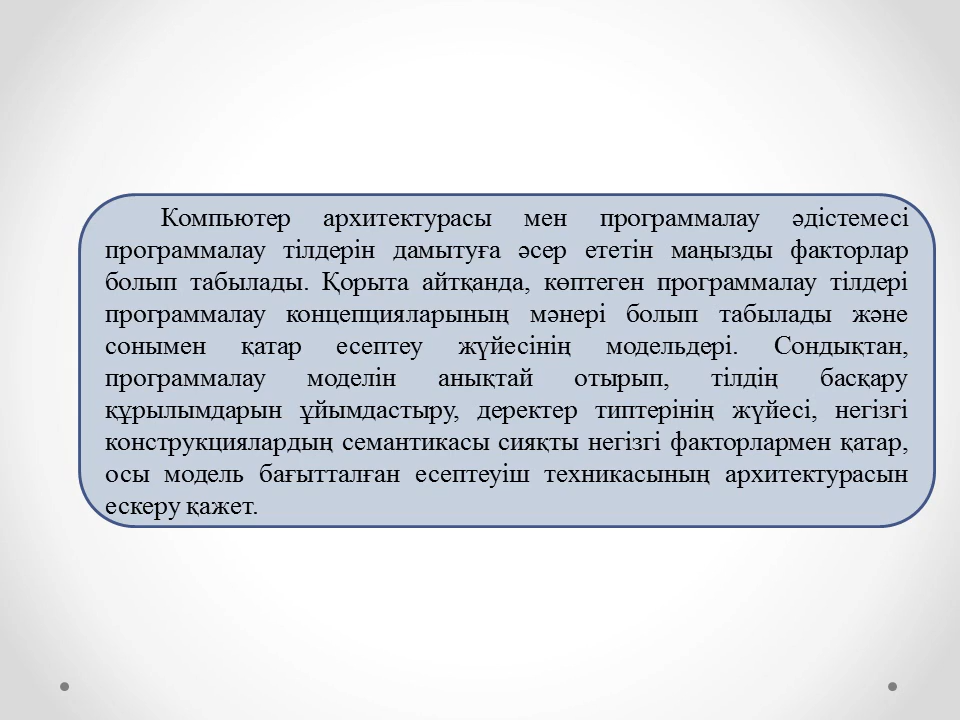 Компьютер архитектурасы мен программалау әдістемесі
программалау тілдерін дамытуға әсер ететін маңызды факторлар
болып табылады. Қорыта айтқанда, көптеген программалау тілдері
программалау концепцияларының мәнері болып табылады және
сонымен қатар есептеу жүйесінің модельдері. Сондықтан,
программалау моделін анықтай отырып, тілдің басқару
құрылымдарын ұйымдастыру, деректер типтерінің жүйесі, негізгі
конструкциялардың семантикасы сияқты негізгі факторлармен қатар,
осы модель бағытталған есептеуіш техникасының архитектурасын
ескеру қажет.